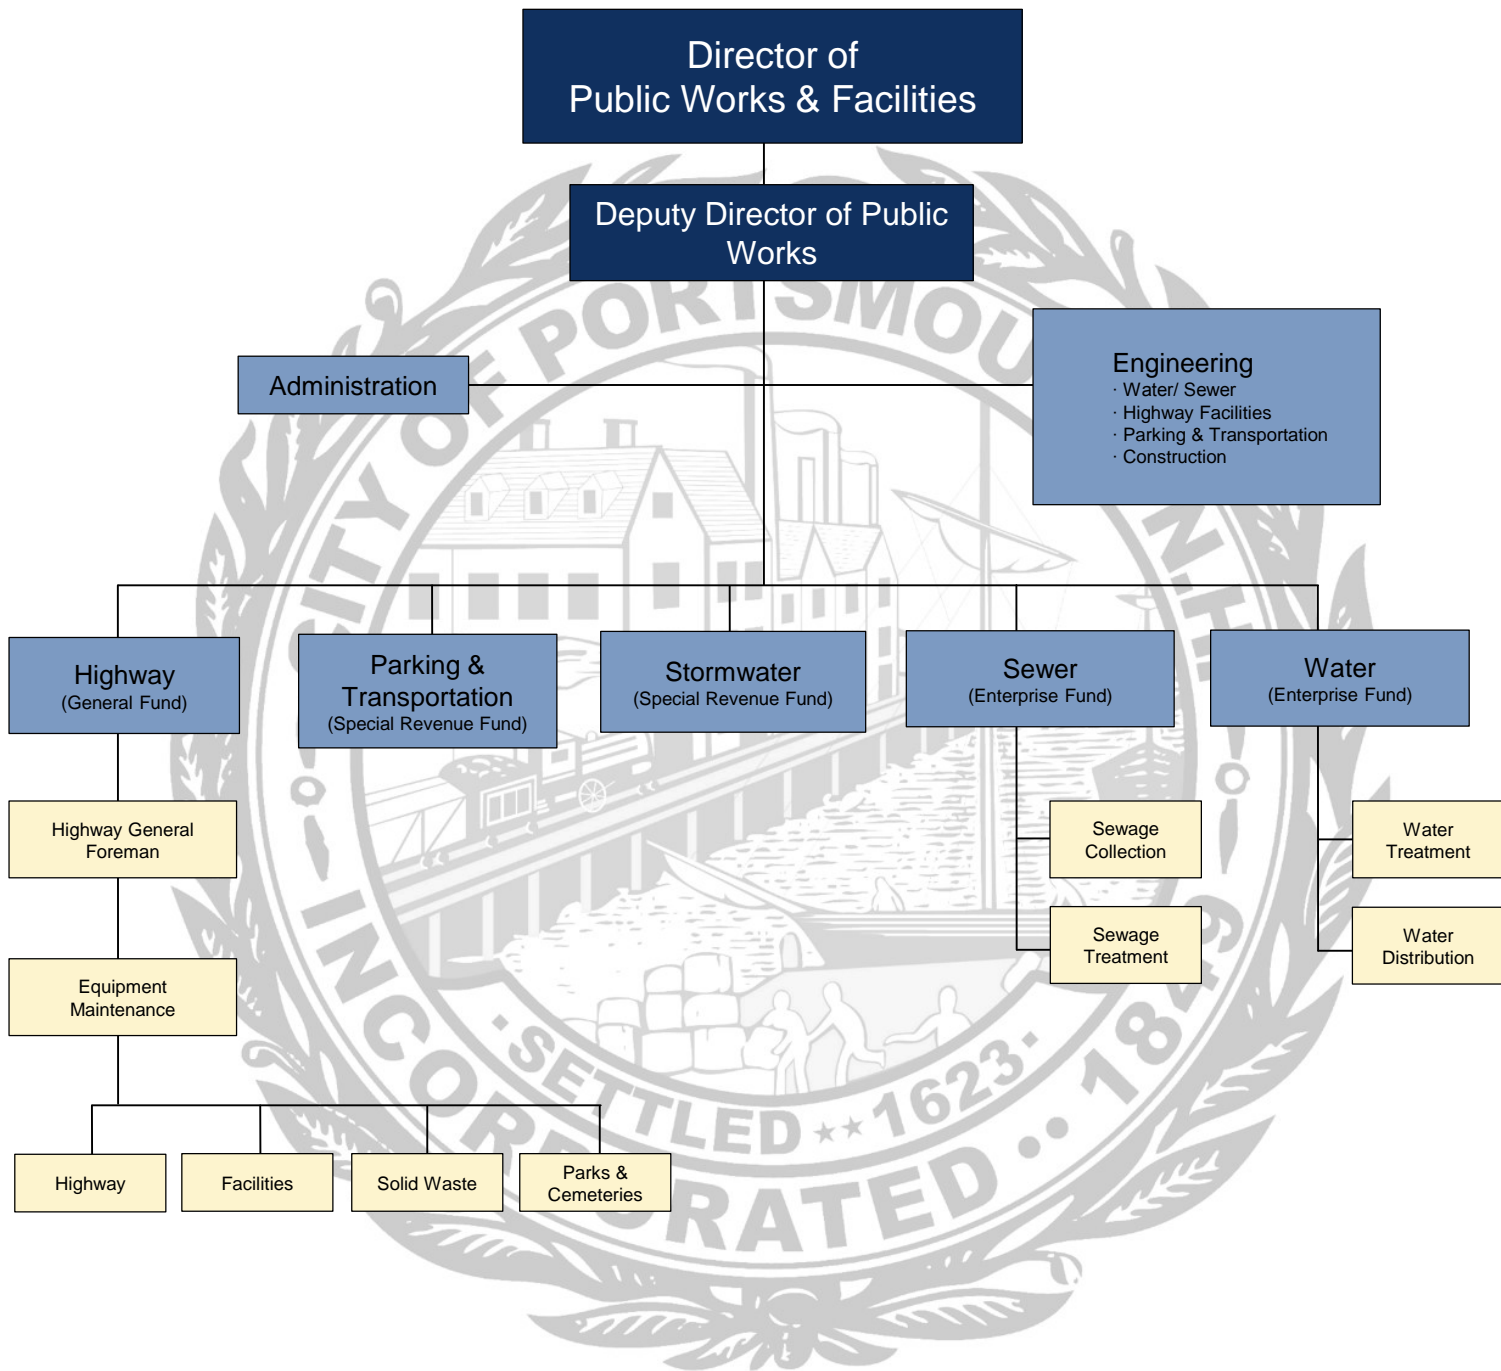 Director of
Public Works & Facilities
Deputy Director of Public
Works
Administration
Engineering
· Water/ Sewer
· Highway Facilities
· Parking & Transportation
· Construction
Highway
(General Fund)
Parking &
Transportation
(Special Revenue Fund)
Stormwater
(Special Revenue Fund)
Sewer
(Enterprise Fund)
Water
(Enterprise Fund)
Highway General
Foreman
Sewage
Collection
Water
Treatment
Sewage
Treatment
Water
Distribution
Equipment
Maintenance
Highway
Facilities
Solid Waste
Parks &
Cemeteries
CITY OF PORTSMOU N.H.
·SETTLED ★★ 1623·
INCORPORATED •• 1849